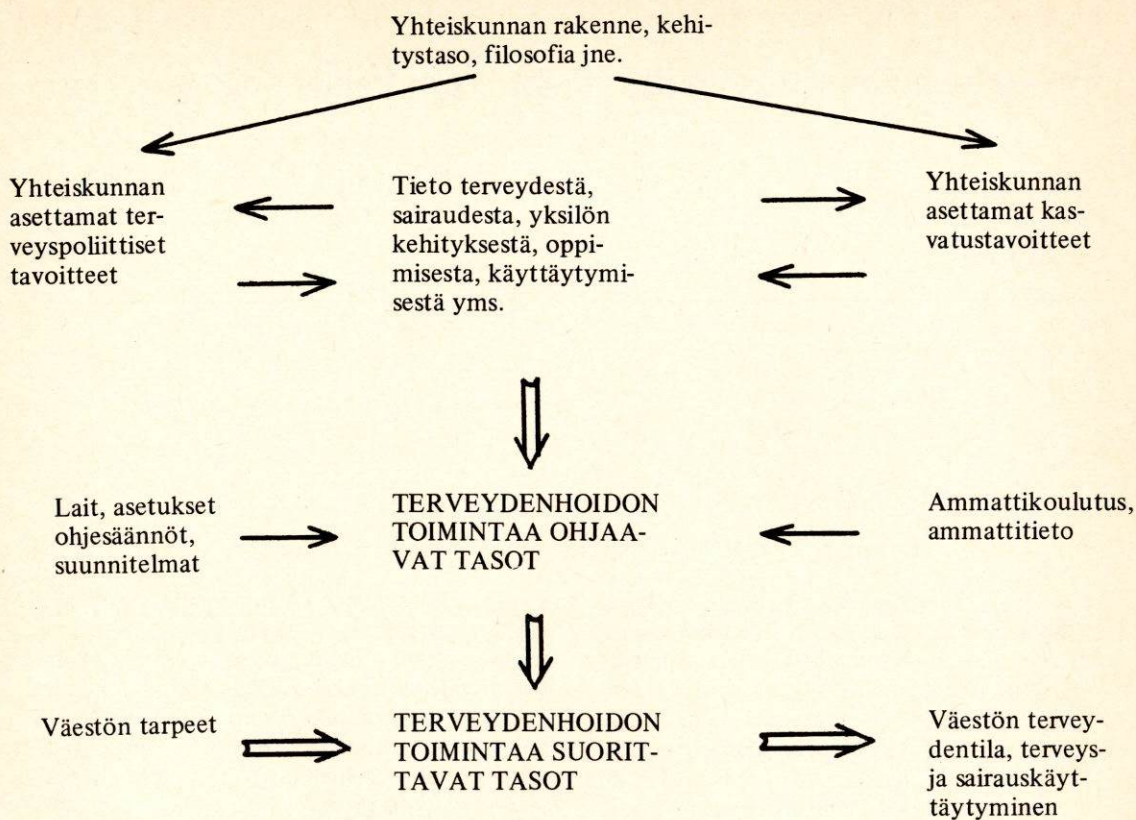 Yhteiskunnan rakenne, kehi-
tystaso, filosofia jne.
Yhteiskunnan
asettamat ter-
veyspoliittiset
tavoitteet
Tieto terveydestä,
sairaudesta, yksilön
kehityksestä, oppi-
misesta, käyttäytymi-
sestä yms.
Yhteiskunnan
asettamat kas-
vatustavoitteet
Lait, asetukset
ohjesäännöt,
suunnitelmat
TERVEYDENHOIDON
TOIMINTAA OHJAA-
VAT TASOT
Ammattikoulutus,
ammattitieto
Väestön tarpeet
TERVEYDENHOIDON
TOIMINTAA SUORIT-
TAVAT TASOT
Väestön tervey-
dentila, terveys-
ja sairauskäyt-
täytyminen